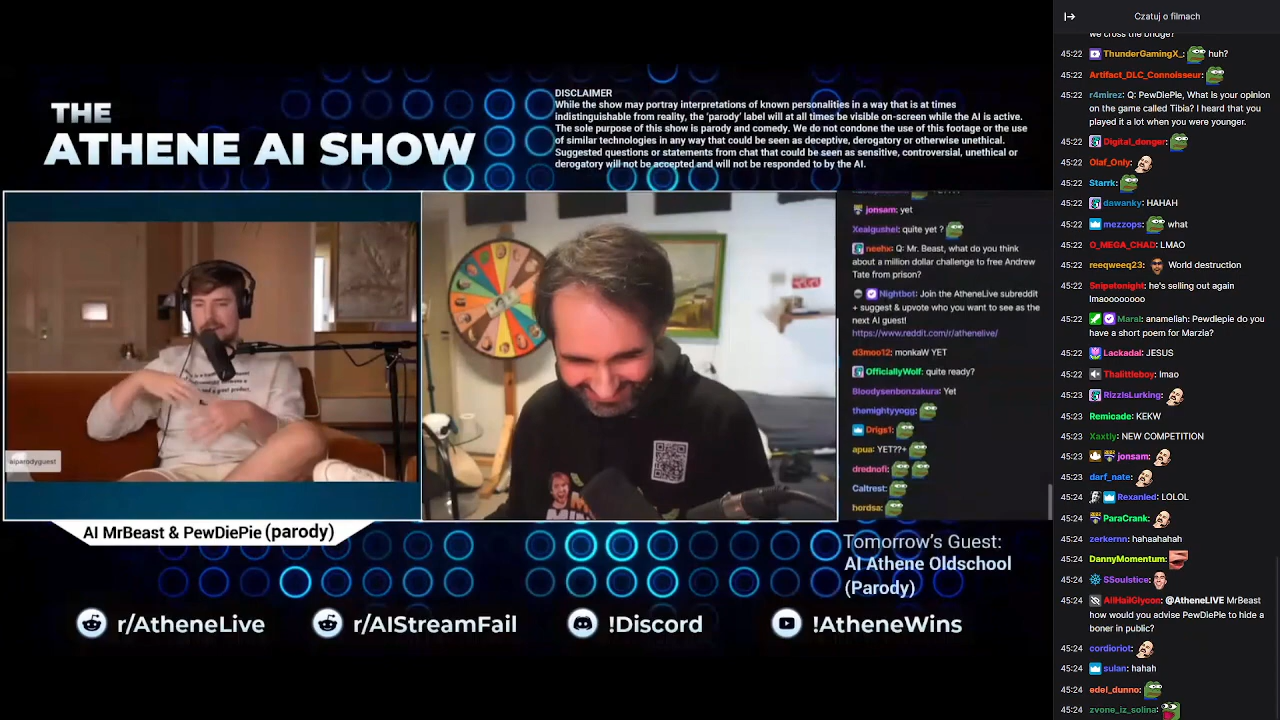 THE
ATHENE AI SHOW
DISCLAIMER
While the show may portray interpretations of known personalities in a way that is at times
indistinguishable from reality, the 'parody' label will at all times be visible on-screen while the AI is active.
The sole purpose of this show is parody and comedy. We do not condone the use of this footage or the use
of similar technologies in any way that could be seen as deceptive, derogatory or otherwise unethical.
Suggested questions or statements from chat that could be seen as sensitive, controversial, unethical or
derogatory will not be accepted and will not be responded to by the AI.
aiparodyguest
AI MrBeast & PewDiePie (parody)
jonsam: yet
Xealgushel: quite yet ?
neehx: Q: Mr. Beast, what do you think
about a million dollar challenge to free Andrew
Tate from prison?
Nightbot: Join the AtheneLive subreddit
+ suggest & upvote who you want to see as the
next AI guest!
https://www.reddit.com/r/athenelive/
d3moo12: monkaW YET
OfficiallyWolf: quite ready?
Bloodysenbonzakura: Yet
themightyyogg:
Drigs1:
apua: YET??+
drednofi:
Caltrest:
hordsa:
Tomorrow's Guest:
AI Athene Oldschool
(Parody)
r/AtheneLive
r/AIStreamFail
!Discord
!AtheneWins
Czatuj o filmach
we cross the bridge?
45:22 ThunderGamingX_: huh?
45:22 Artifact_DLC_Connoisseur:
45:22 r4mirez: Q: PewDiePie, What is your opinion
on the game called Tibia? I heard that you
played it a lot when you were younger.
45:22 Digital_donger:
45:22 Olaf_Only:
45:22 Starrk:
45:22 dawanky: HAHAH
45:22 mezzops: what
45:22 O_MEGA_CHAD: LMAO
45:22 reeqweeq23: World destruction
45:22 Snipetonight: he's selling out again
lmaoooooooo
45:22 Maral: anamellah: Pewdiepie do you
have a short poem for Marzia?
45:22 Lackadal: JESUS
45:22 Thalittleboy: lmao
45:22 RizzIsLurking:
45:23 Remicade: KEKW
45:23 Xaxtly: NEW COMPETITION
45:23 jonsam:
45:23 darf_nate:
45:24 Rexanied: LOLOL
45:24 ParaCrank:
45:24 zerkernn: hahaahahah
45:24 DannyMomentum:
45:24 SSoulstice:
45:24 AllHailGlycon: @AtheneLIVE MrBeast
how would you advise PewDiePie to hide a
boner in public?
45:24 cordioriot:
45:24 sulan: hahah
45:24 edel_dunno:
45:24 zvone_iz_solina: